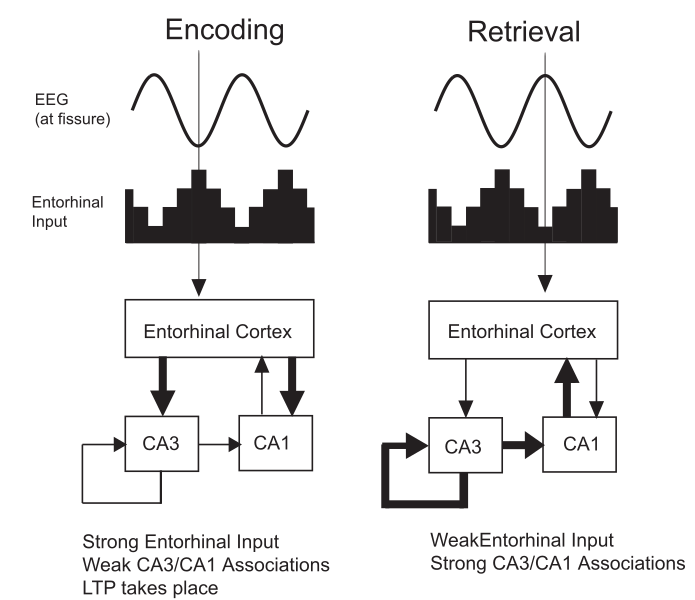 Encoding
Retrieval
EEG
(at fissure)
Entorhinal
Input
Entorhinal Cortex
Entorhinal Cortex
CA3
CA1
CA3
CA1
Strong Entorhinal Input
Weak CA3/CA1 Associations
LTP takes place
WeakEntorhinal Input
Strong CA3/CA1 Associations